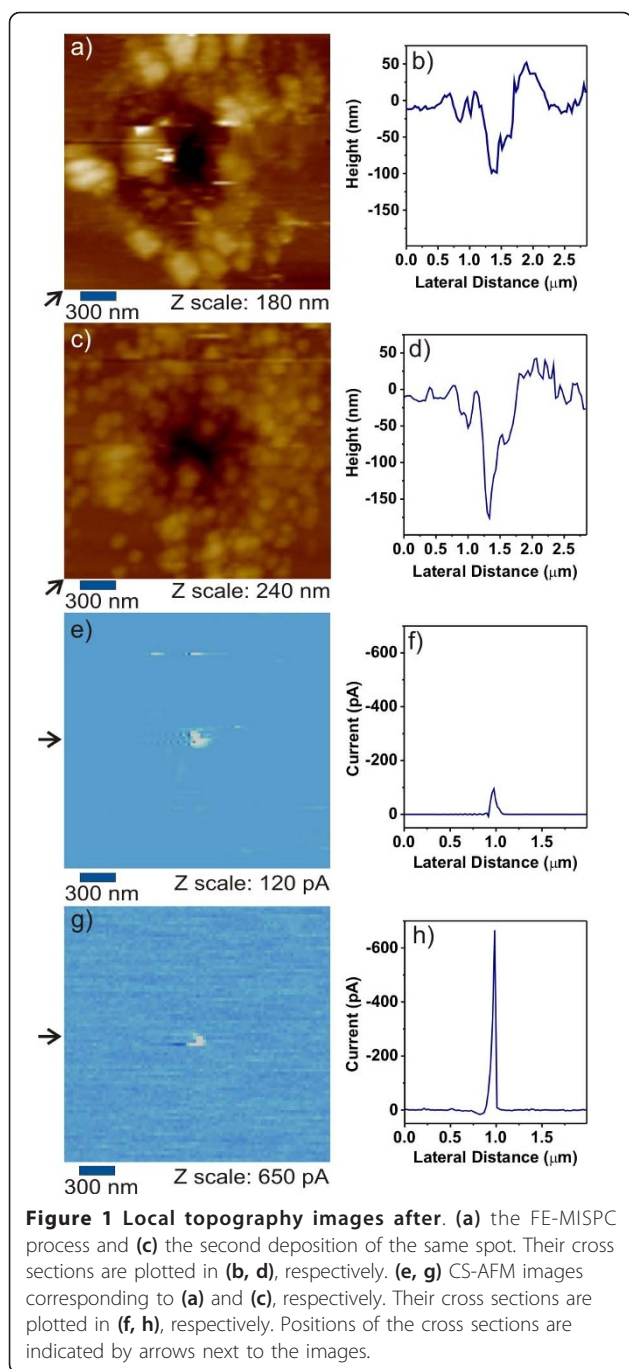 a)
b)
50
0
-50
-100
-150
Height (nm)
0.0 0.5 1.0 1.5 2.0 2.5
Lateral Distance (μm)
300 nm
Z scale: 180 nm
c)
d)
50
0
-50
-100
-150
Height (nm)
0.0 0.5 1.0 1.5 2.0 2.5
Lateral Distance (μm)
300 nm
Z scale: 240 nm
e)
f)
-600
-400
-200
0
Current (pA)
0.0 0.5 1.0 1.5
Lateral Distance (μm)
300 nm
Z scale: 120 pA
g)
h)
-600
-400
-200
0
Current (pA)
0.0 0.5 1.0 1.5
Lateral Distance (μm)
300 nm
Z scale: 650 pA
Figure 1 Local topography images after. (a) the FE-MISPC
process and (c) the second deposition of the same spot. Their cross
sections are plotted in (b, d), respectively. (e, g) CS-AFM images
corresponding to (a) and (c), respectively. Their cross sections are
plotted in (f, h), respectively. Positions of the cross sections are
indicated by arrows next to the images.